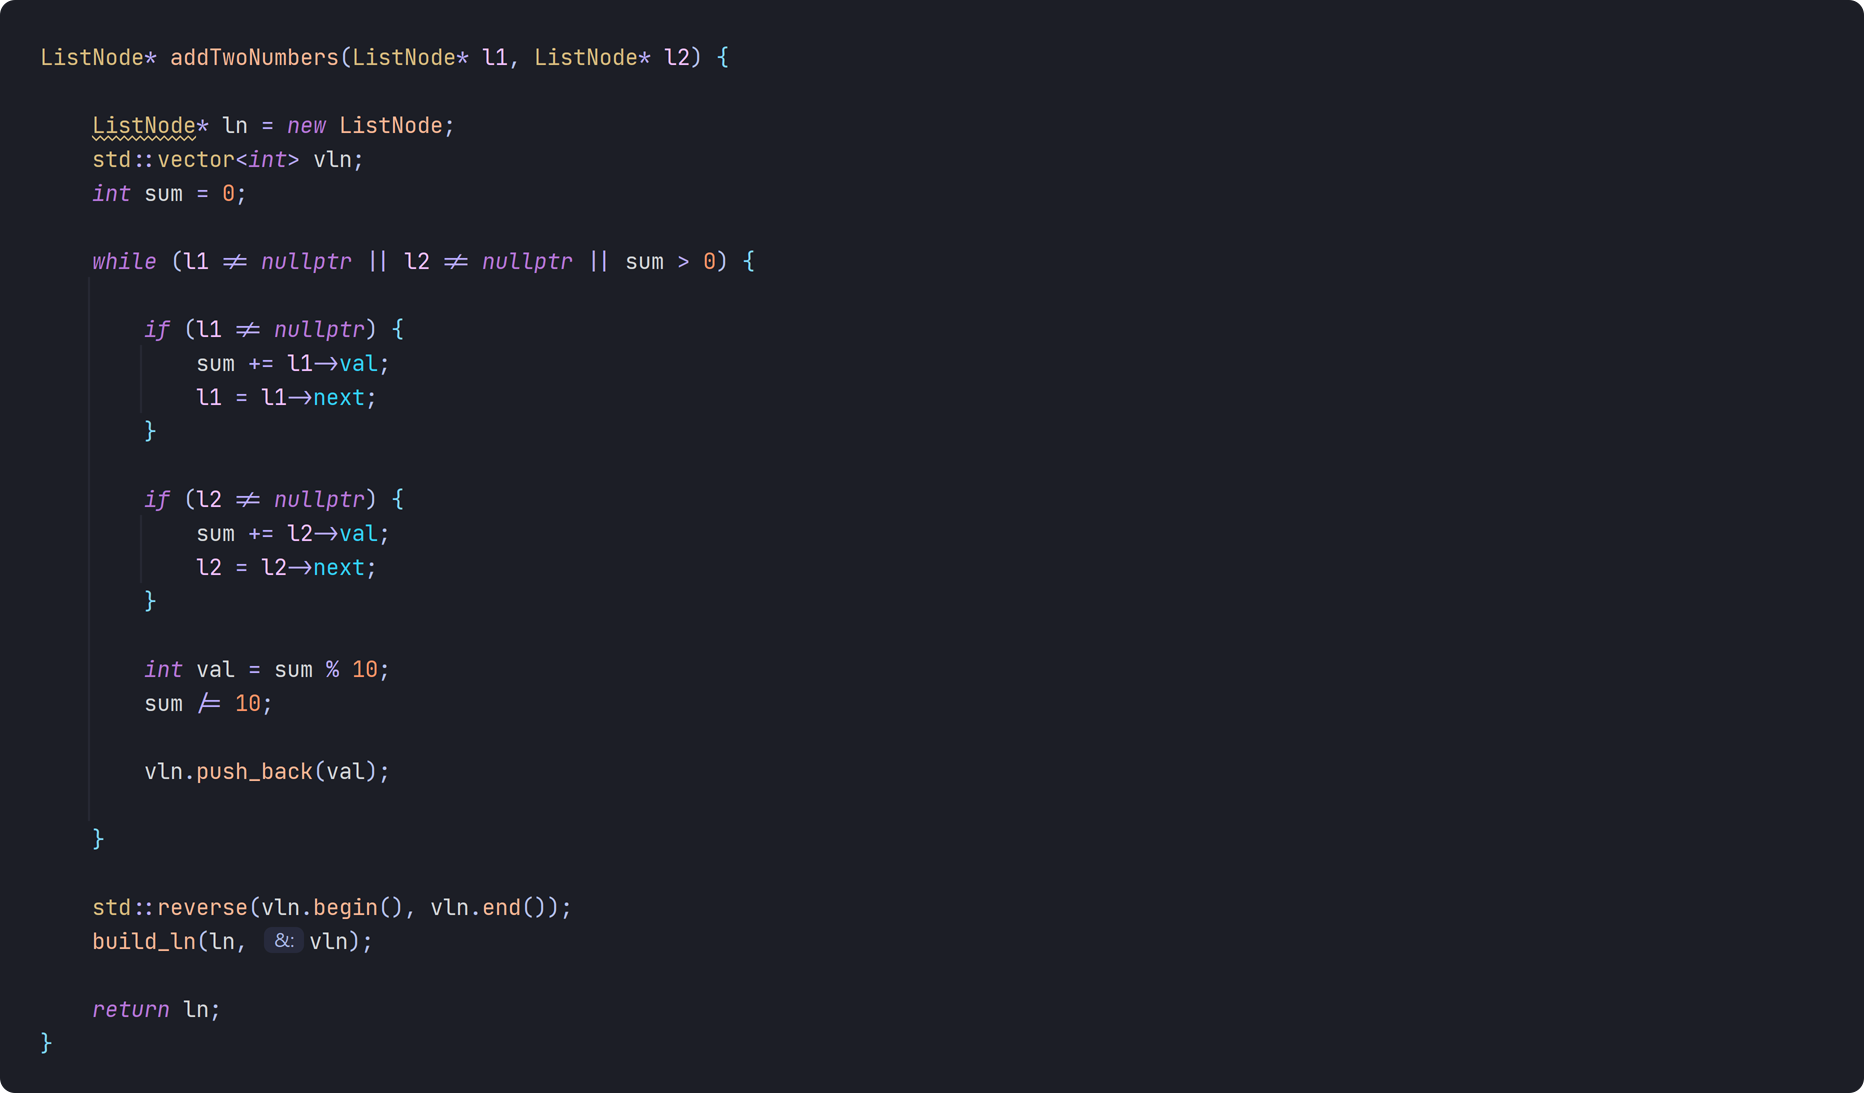 ListNode* addTwoNumbers(ListNode* l1, ListNode* l2) {
ListNode* ln = new ListNode;
std::vector<int> vln;
int sum = 0;
while (l1 != nullptr || l2 != nullptr || sum > 0) {
if (l1 != nullptr) {
sum += l1->val;
l1 = l1->next;
}
if (l2 != nullptr) {
sum += l2->val;
l2 = l2->next;
}
int val = sum % 10;
sum /= 10;
vln.push_back(val);
}
std::reverse(vln.begin(), vln.end());
build_ln(ln, &: vln);
return ln;
}